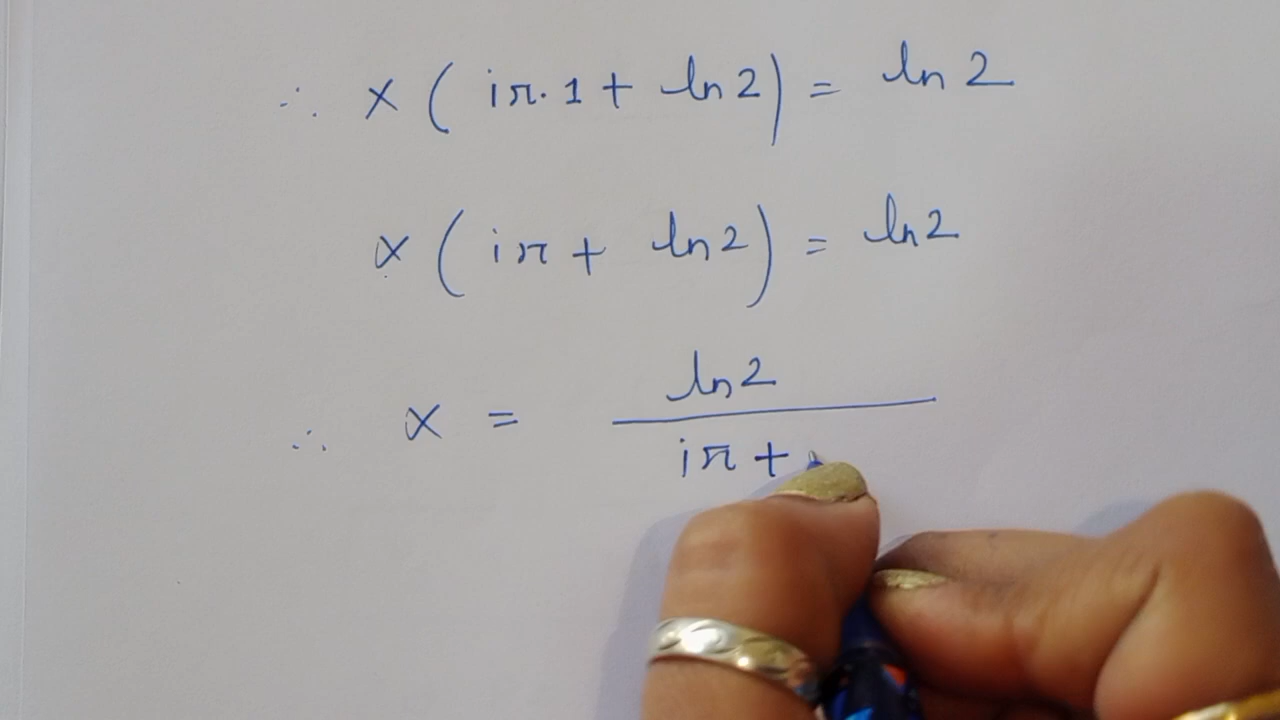 ∴ x ( iπ. 1 + ln 2 ) = ln 2
x ( iπ + ln 2 ) = ln 2
∴ x = ln 2
iπ +